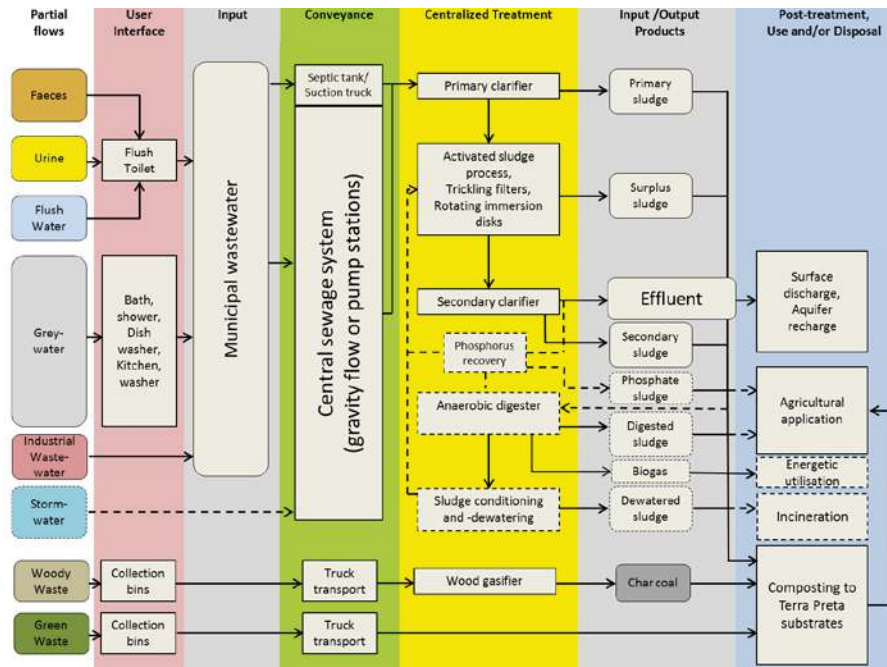 Partial
flows
User
Interface
Input
Conveyance
Centralized Treatment
Input /Output
Products
Post-treatment,
Use and/or Disposal
Faeces
Urine
Flush
Water
Grey-
water
Industrial
Waste-
water
Storm-
water
Woody
Waste
Green
Waste
Flush
Toilet
Bath,
shower,
Dish
washer,
Kitchen,
washer
Collection
bins
Collection
bins
Municipal wastewater
Septic tank/
Suction truck
Central sewage system
(gravity flow or pump stations)
Truck
transport
Truck
transport
Primary clarifier
Activated sludge
process,
Trickling filters,
Rotating immersion
disks
Secondary clarifier
Phosphorus
recovery
Anaerobic digester
Sludge conditioning
and -dewatering
Wood gasifier
Primary
sludge
Surplus
sludge
Effluent
Secondary
sludge
Phosphate
sludge
Digested
sludge
Biogas
Dewatered
sludge
Char coal
Surface
discharge,
Aquifer
recharge
Agricultural
application
Energetic
utilisation
Incineration
Composting to
Terra Preta
substrates